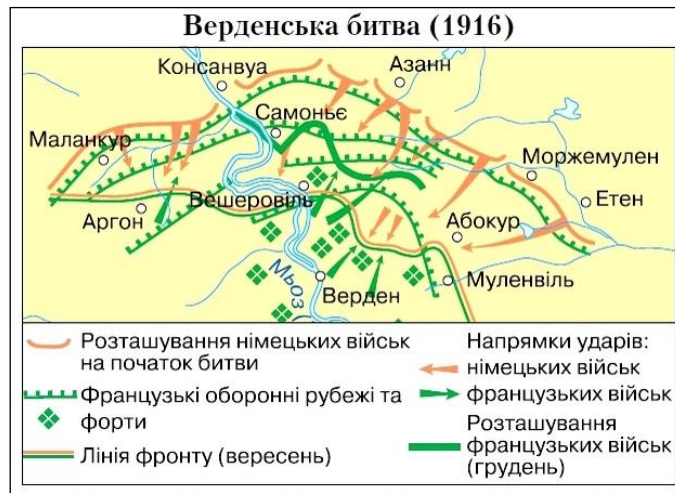 Верденська битва (1916)
Консанвуа
Азанн
Самоньє
Маланкур
Моржемулен
Вешеровіль
Етен
Аргон
Абокур
Мьоз
Верден
Муленвіль
Розташування німецьких військ
на початок битви
Французькі оборонні рубежі та
форти
Лінія фронту (вересень)
Напрямки ударів:
німецьких військ
французьких військ
Розташування
французьких військ
(грудень)